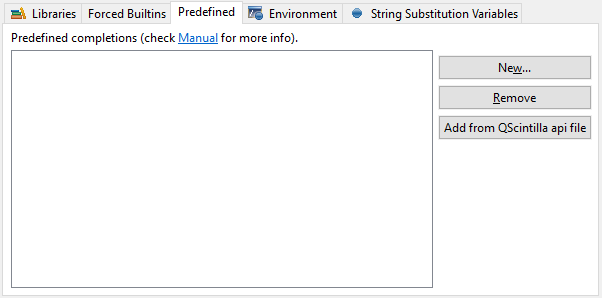 Libraries Forced Builtins Predefined Environment String Substitution Variables
Predefined completions (check Manual for more info).
New...
Remove
Add from QScintilla api file